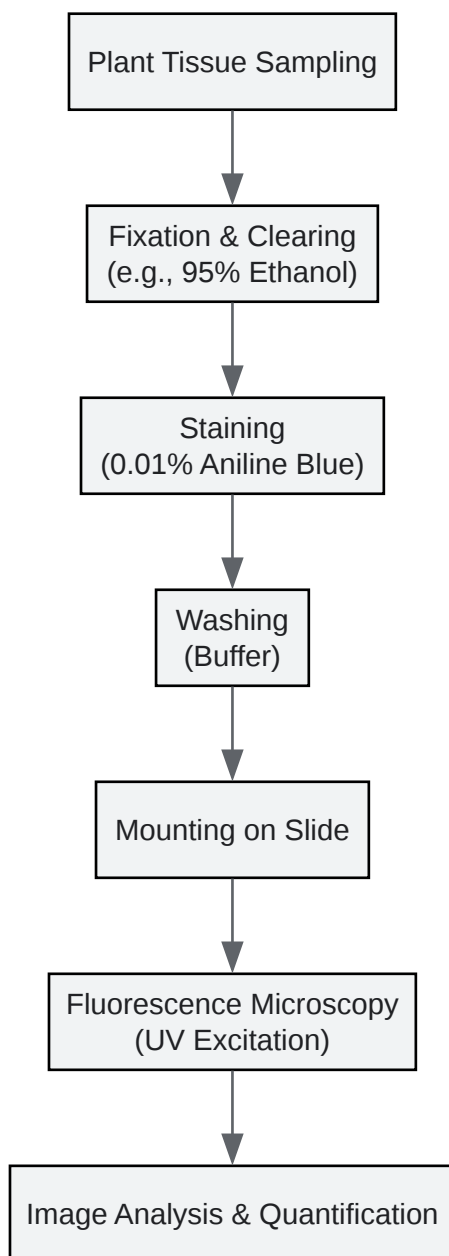 Plant Tissue Sampling
Fixation & Clearing
(e.g., 95% Ethanol)
Staining
(0.01% Aniline Blue)
Washing
(Buffer)
Mounting on Slide
Fluorescence Microscopy
(UV Excitation)
Image Analysis & Quantification